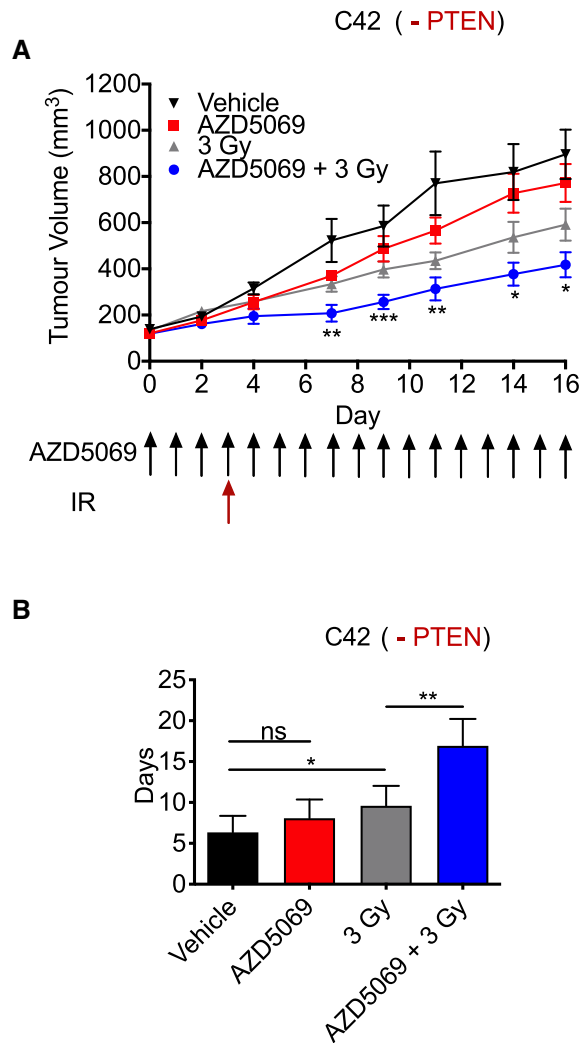 C42 ( - PTEN)
A
Tumour Volume (mm³)
1200
1000
800
600
400
200
0
Vehicle
AZD5069
3 Gy
AZD5069 + 3 Gy
** *** ** * *
0 2 4 6 8 10 12 14 16
Day
AZD5069
IR
B
C42 ( - PTEN)
Days
25
20
15
10
5
0
**
ns
*
Vehicle
AZD5069
3 Gy
AZD5069 + 3 Gy